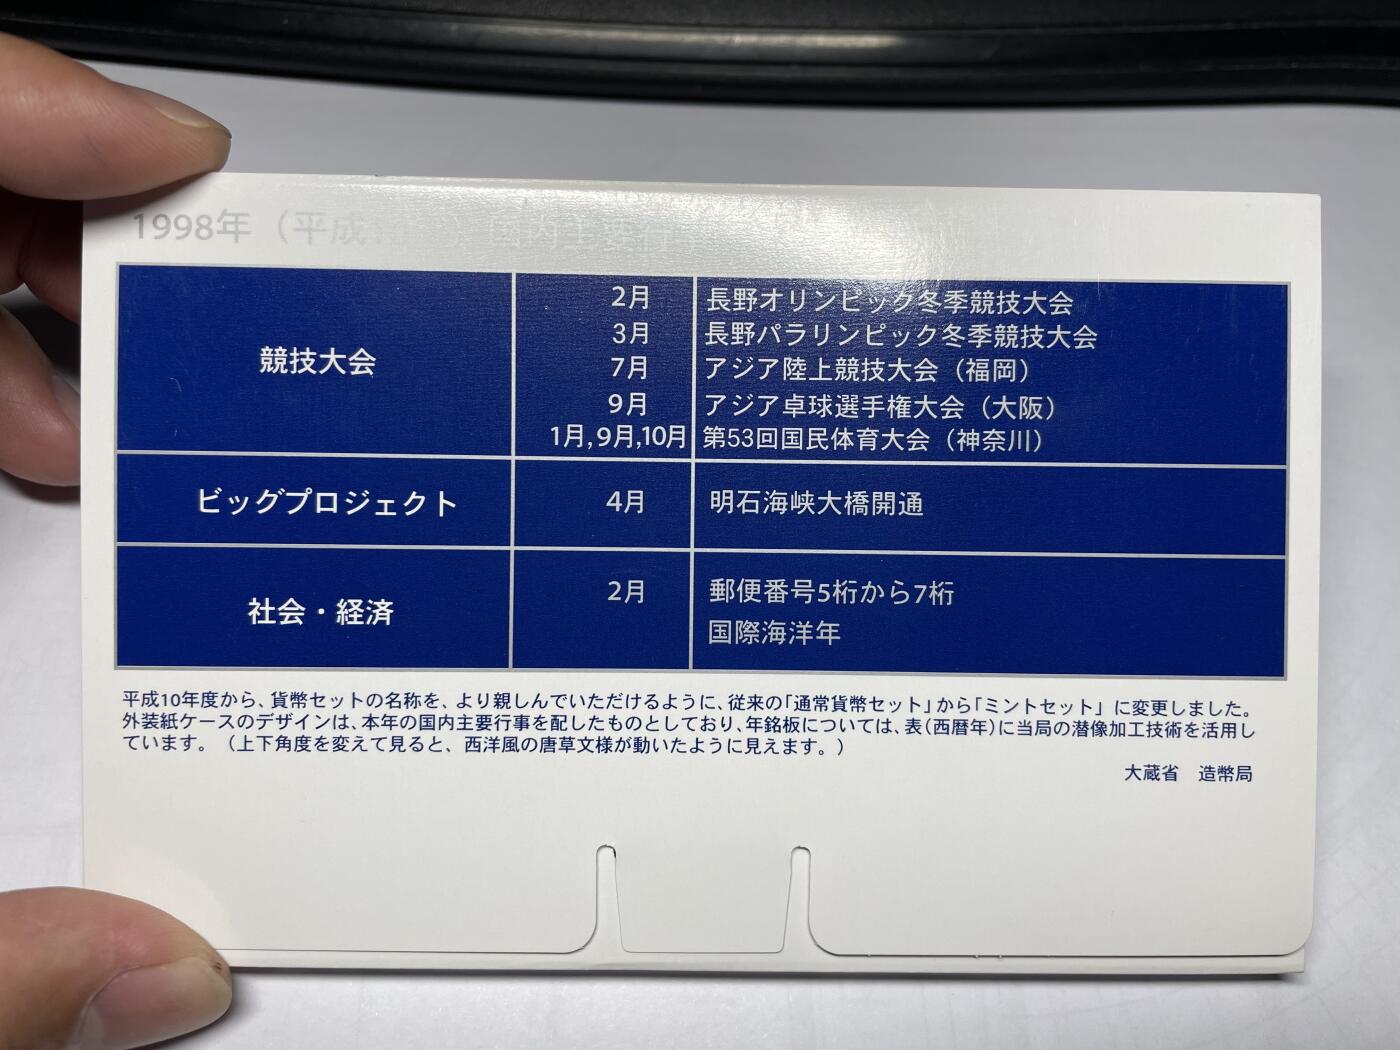 1998年（平成10年）国内主要行事
競技大会
2月 長野オリンピック冬季競技大会
3月 長野パラリンピック冬季競技大会
7月 アジア陸上競技大会（福岡）
9月 アジア卓球選手権大会（大阪）
1月,9月,10月 第53回国民体育大会（神奈川）
ビッグプロジェクト 4月 明石海峡大橋開通
社会・経済 2月 郵便番号5桁から7桁
国際海洋年
平成10年度から、貨幣セットの名称を、より親しんでいただけるように、従来の「通常貨幣セット」から「ミントセット」に変更しました。
外装紙ケースのデザインは、本年の国内主要行事を配したものとしており、年銘板については、表（西暦年）に当局の潜像加工技術を活用し
ています。（上下角度を変えて見ると、西洋風の唐草文様が動いたように見えます。）
大蔵省　造幣局